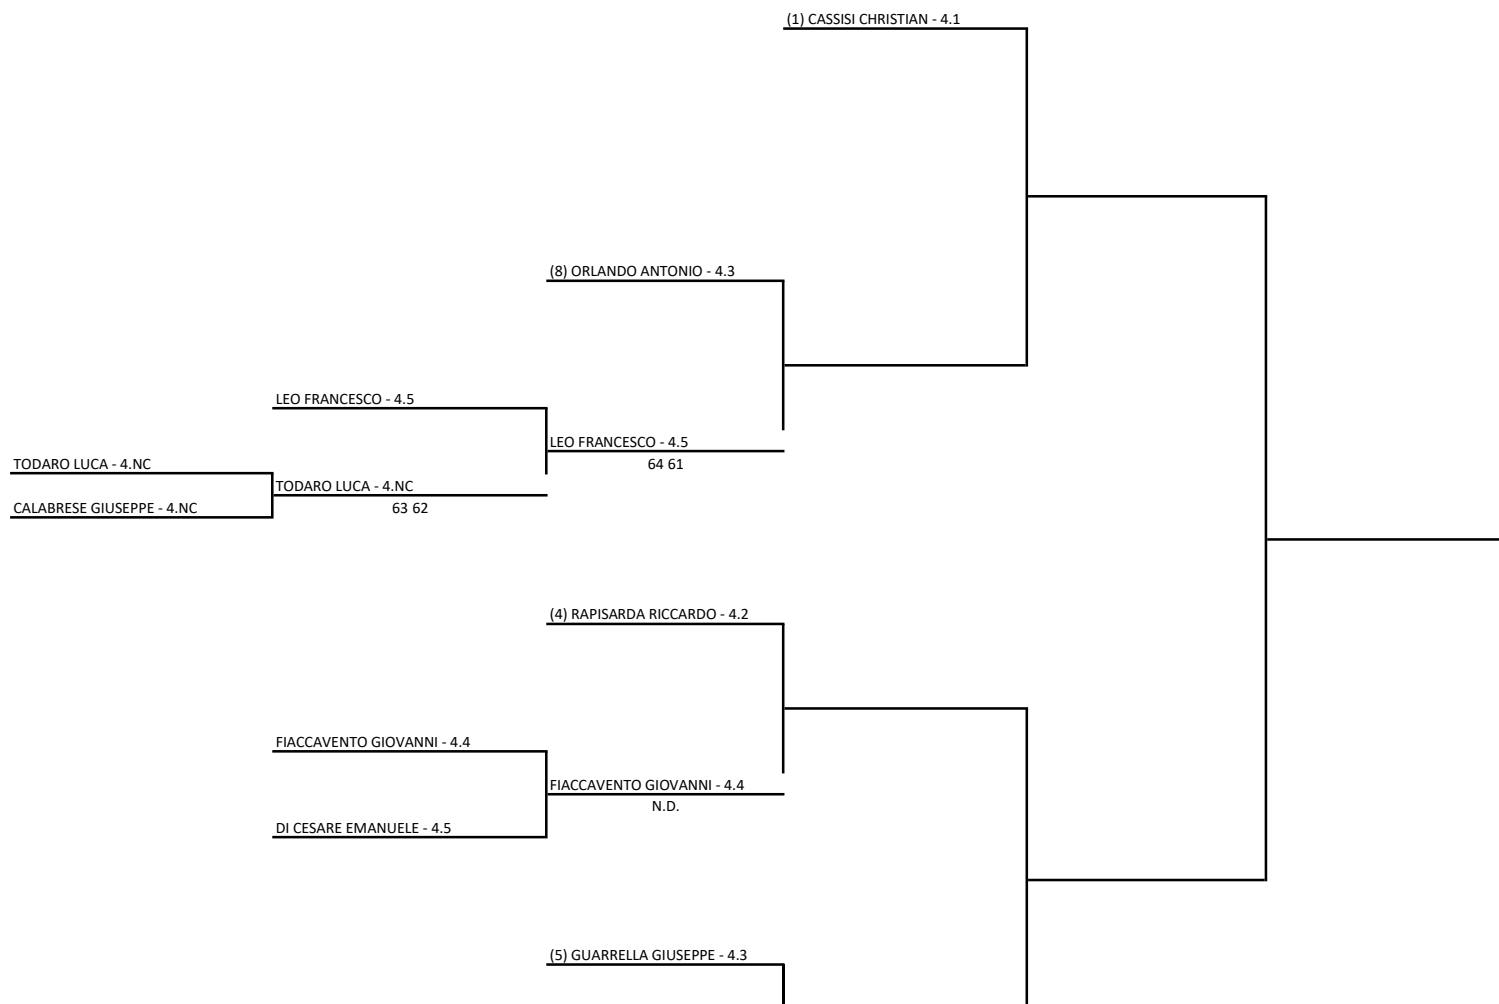 (1) CASSISI CHRISTIAN - 4.1
(8) ORLANDO ANTONIO - 4.3
LEO FRANCESCO - 4.5
LEO FRANCESCO - 4.5
64 61
TODARO LUCA - 4.NC
TODARO LUCA - 4.NC
63 62
CALABRESE GIUSEPPE - 4.NC
(4) RAPISARDA RICCARDO - 4.2
FIACCAVENTO GIOVANNI - 4.4
FIACCAVENTO GIOVANNI - 4.4
N.D.
DI CESARE EMANUELE - 4.5
(5) GUARRELLA GIUSEPPE - 4.3